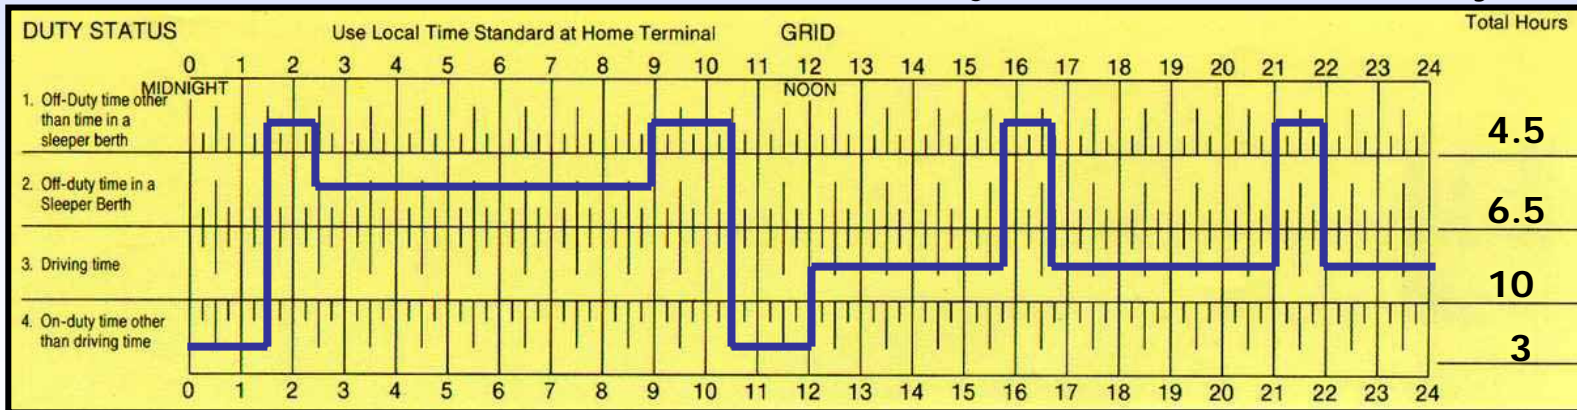 DUTY STATUS Use Local Time Standard at Home Terminal GRID Total Hours
0 1 2 3 4 5 6 7 8 9 10 11 12 13 14 15 16 17 18 19 20 21 22 23 24
MIDNIGHT NOON
1. Off-Duty time other
than time in a
sleeper berth
4.5
2. Off-duty time in a
Sleeper Berth
6.5
3. Driving time
10
4. On-duty time other
than driving time
3
0 1 2 3 4 5 6 7 8 9 10 11 12 13 14 15 16 17 18 19 20 21 22 23 24